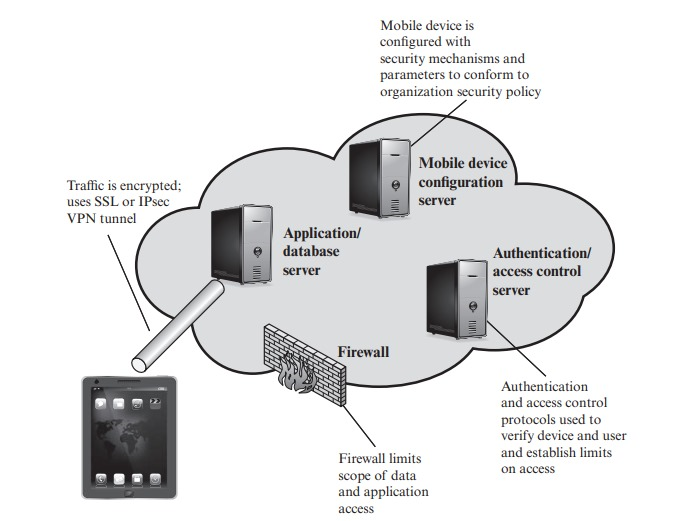 Mobile device is
configured with
security mechanisms and
parameters to conform to
organization security policy
Traffic is encrypted;
uses SSL or IPsec
VPN tunnel
Mobile device
configuration
server
Application/
database
server
Authentication/
access control
server
Firewall
Authentication
and access control
protocols used to
verify device and user
and establish limits
on access
Firewall limits
scope of data
and application
access